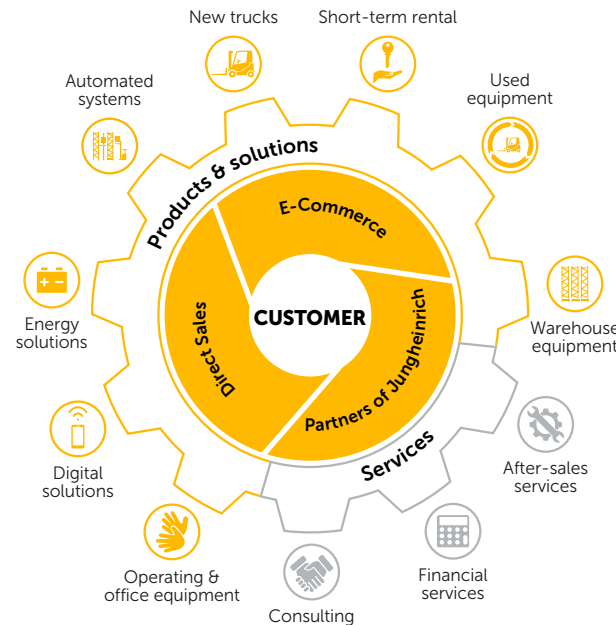 New trucks
Short-term rental
Automated
systems
Used
equipment
Products & solutions
E-Commerce
CUSTOMER
Direct Sales
Partners of Jungheinrich
Services
Energy
solutions
Warehouse
equipment
Digital
solutions
After-sales
services
Operating &
office equipment
Financial
services
Consulting